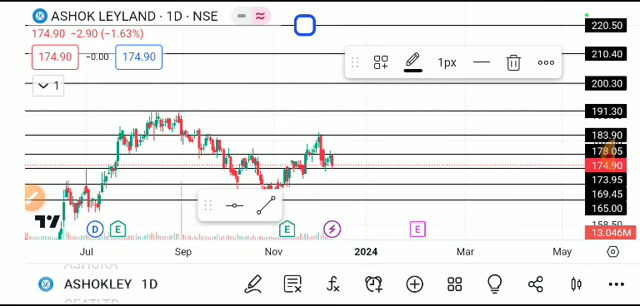 ASHOK LEYLAND · 1D · NSE
174.90 −2.90 (−1.63%)
174.90 −0.00 174.90
1
1px
220.50
210.40
200.30
191.30
183.90
178.05
174.90
173.95
169.45
165.00
158.50
13.046M
D E E E
Jul Sep Nov 2024 Mar May
ASHOKLEY 1D